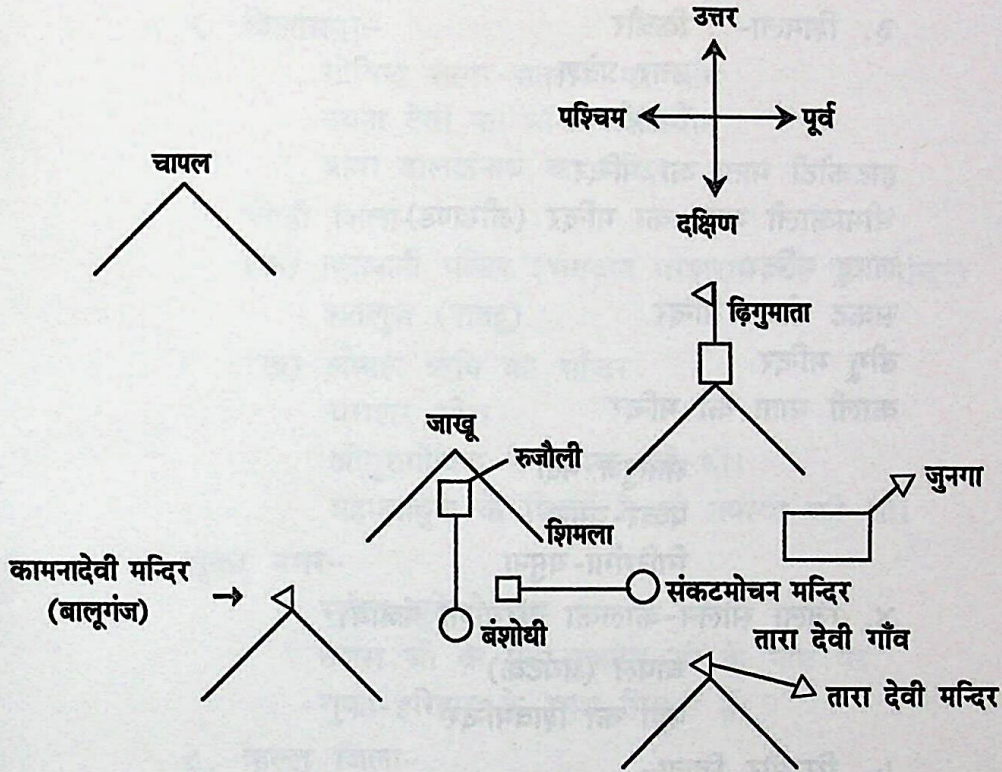 उत्तर
पश्चिम
पूर्व
चापल
दक्षिण
ढ़िगुमाता
जाखू
रुजौली
जुनगा
शिमला
कामनादेवी मन्दिर
(बालूगंज)
संकटमोचन मन्दिर
बंशोधी
तारा देवी गाँव
तारा देवी मन्दिर